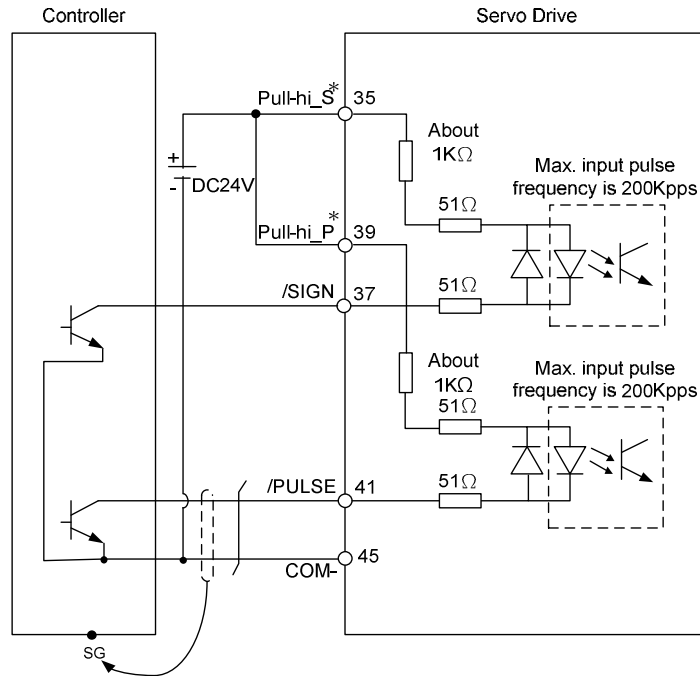 Controller
Servo Drive
Pull-hi_S*
35
About
1KΩ
+
-
DC24V
Max. input pulse
frequency is 200Kpps
51Ω
Pull-hi_P*
39
51Ω
/SIGN
37
About
1KΩ
Max. input pulse
frequency is 200Kpps
51Ω
51Ω
/PULSE
41
COM-
45
SG